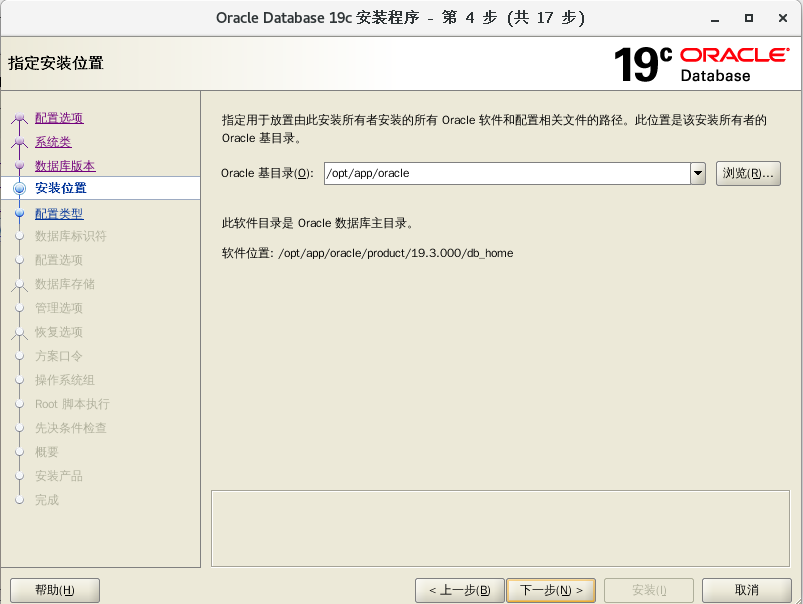 Oracle Database 19c 安装程序 - 第 4 步 (共 17 步)
指定安装位置
19c ORACLE
Database
配置选项
系统类
数据库版本
安装位置
配置类型
数据库标识符
配置选项
数据库存储
管理选项
恢复选项
方案口令
操作系统组
Root 脚本执行
先决条件检查
概要
安装产品
完成
指定用于放置由此安装所有者安装的所有 Oracle 软件和配置相关文件的路径。此位置是该安装所有者的
Oracle 基目录。
Oracle 基目录(O): /opt/app/oracle 浏览(R)...
此软件目录是 Oracle 数据库主目录。
软件位置: /opt/app/oracle/product/19.3.000/db_home
帮助(H) < 上一步(B) 下一步(N) > 安装(I) 取消